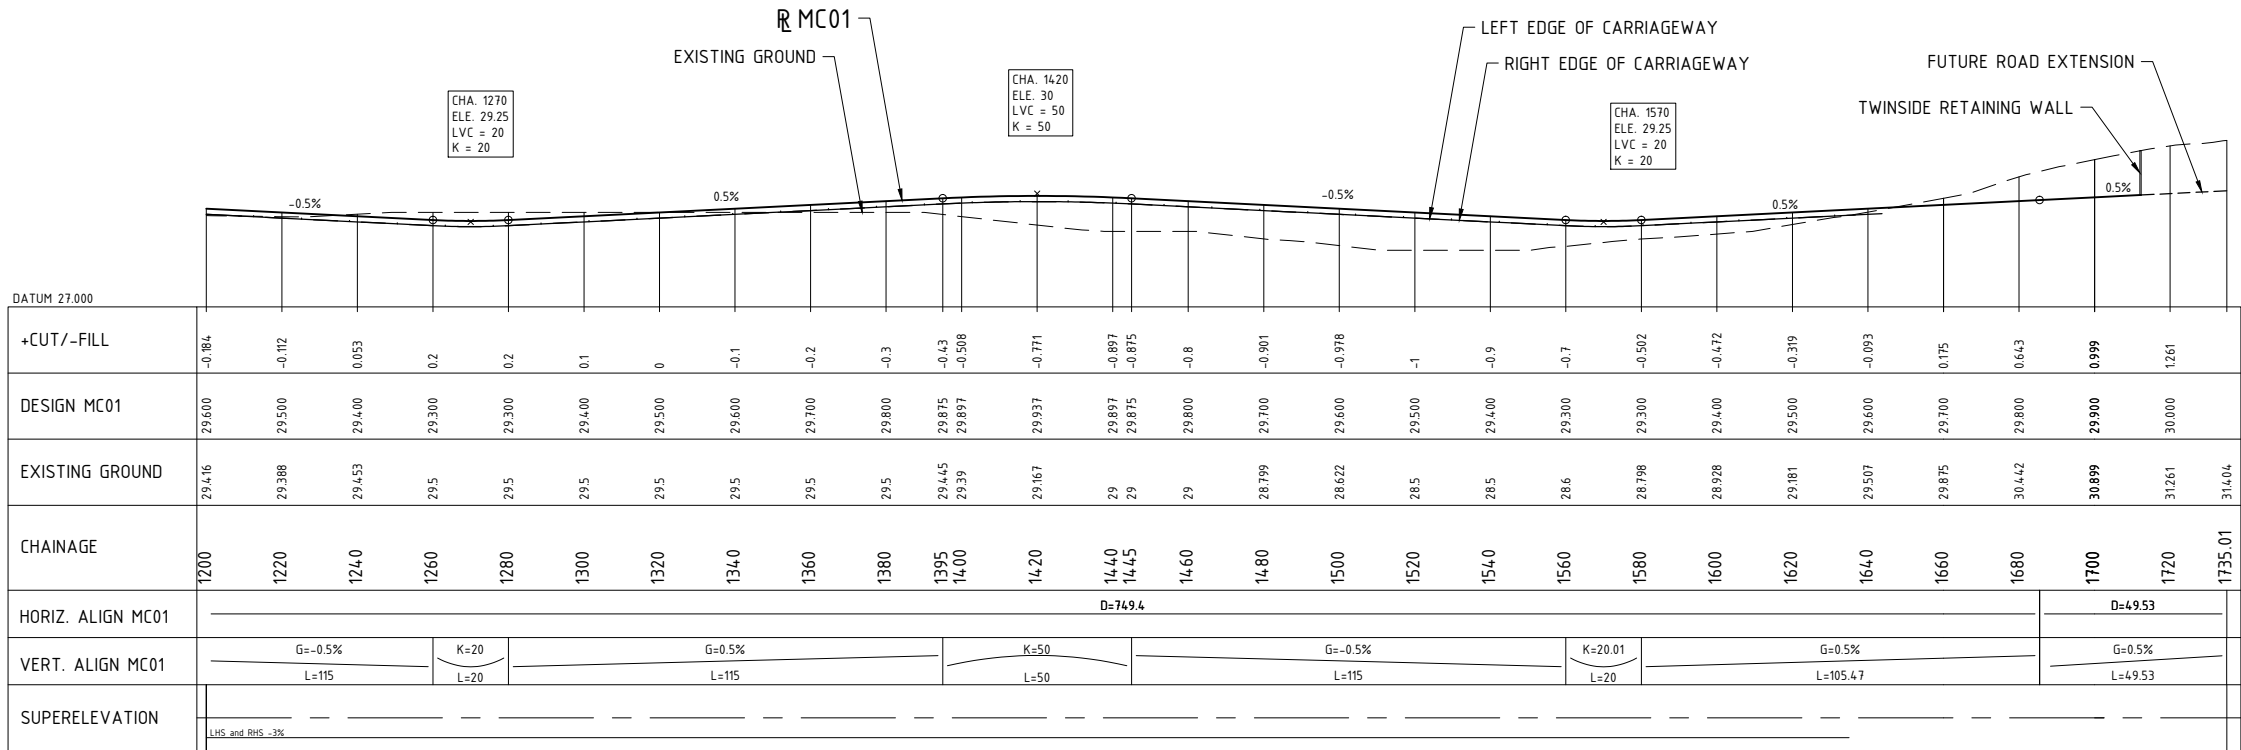 ℞ MC01
EXISTING GROUND
LEFT EDGE OF CARRIAGEWAY
RIGHT EDGE OF CARRIAGEWAY
FUTURE ROAD EXTENSION
TWINSIDE RETAINING WALL
CHA. 1270
ELE. 29.25
LVC = 20
K = 20
CHA. 1420
ELE. 30
LVC = 50
K = 50
CHA. 1570
ELE. 29.25
LVC = 20
K = 20
-0.5% 0.5% -0.5% 0.5% 0.5%
DATUM 27.000
+CUT/-FILL -0.184 -0.112 0.053 0.2 0.2 0.1 0 -0.1 -0.2 -0.3 -0.43 -0.508 -0.771 -0.897 -0.875 -0.8 -0.901 -0.978 -1 -0.9 -0.7 -0.502 -0.472 -0.319 -0.093 0.175 0.643 0.999 1.261
DESIGN MC01 29.600 29.500 29.400 29.300 29.300 29.400 29.500 29.600 29.700 29.800 29.875 29.897 29.937 29.897 29.875 29.800 29.700 29.600 29.500 29.400 29.300 29.300 29.400 29.500 29.600 29.700 29.800 29.900 30.000
EXISTING GROUND 29.416 29.388 29.453 29.5 29.5 29.5 29.5 29.5 29.5 29.5 29.445 29.39 29.167 29 29 29 28.799 28.622 28.5 28.5 28.6 28.798 28.928 29.181 29.507 29.875 30.442 30.899 31.261 31.404
CHAINAGE 1200 1220 1240 1260 1280 1300 1320 1340 1360 1380 1395 1400 1420 1440 1445 1460 1480 1500 1520 1540 1560 1580 1600 1620 1640 1660 1680 1700 1720 1735.01
HORIZ. ALIGN MC01 D=749.4 D=49.53
VERT. ALIGN MC01
G=-0.5% K=20 G=0.5% K=50 G=-0.5% K=20.01 G=0.5% G=0.5%
L=115 L=20 L=115 L=50 L=115 L=20 L=105.47 L=49.53
SUPERELEVATION
LHS and RHS -3%